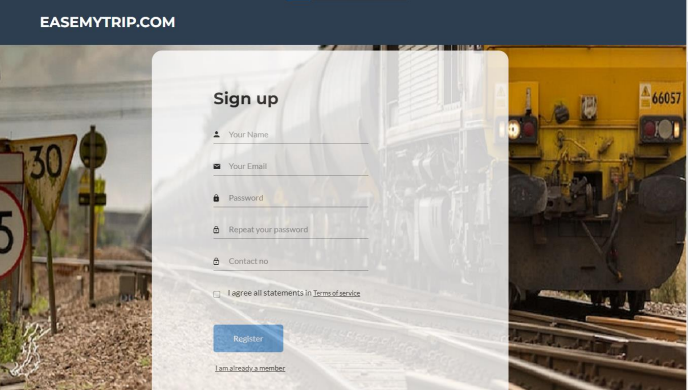 EASEMYTRIP.COM
Sign up
Your Name
Your Email
Password
Repeat your password
Contact no
I agree all statements in Terms of service
Register
I am already a member
30
5
66057